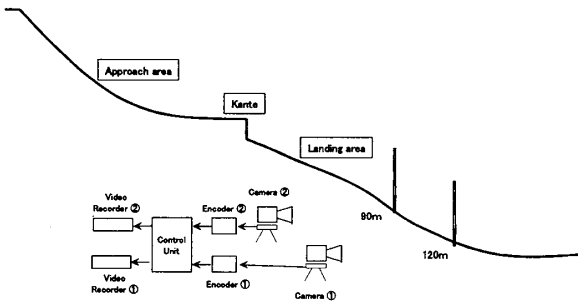 Approach area
Kante
Landing area
90m
120m
Camera ②
Video
Recorder ②
Encoder ②
Control
Unit
Video
Recorder ①
Encoder ①
Camera ①